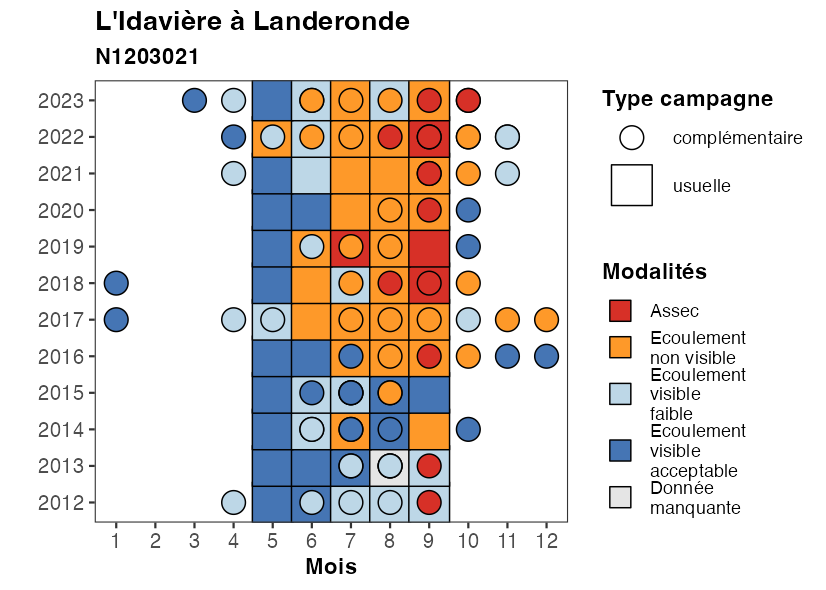 L'Idavière à Landeronde
N1203021
2023
2022
2021
2020
2019
2018
2017
2016
2015
2014
2013
2012
1 2 3 4 5 6 7 8 9 10 11 12
Mois
Type campagne
complémentaire
usuelle
Modalités
Assec
Ecoulement
non visible
Ecoulement
visible
faible
Ecoulement
visible
acceptable
Donnée
manquante